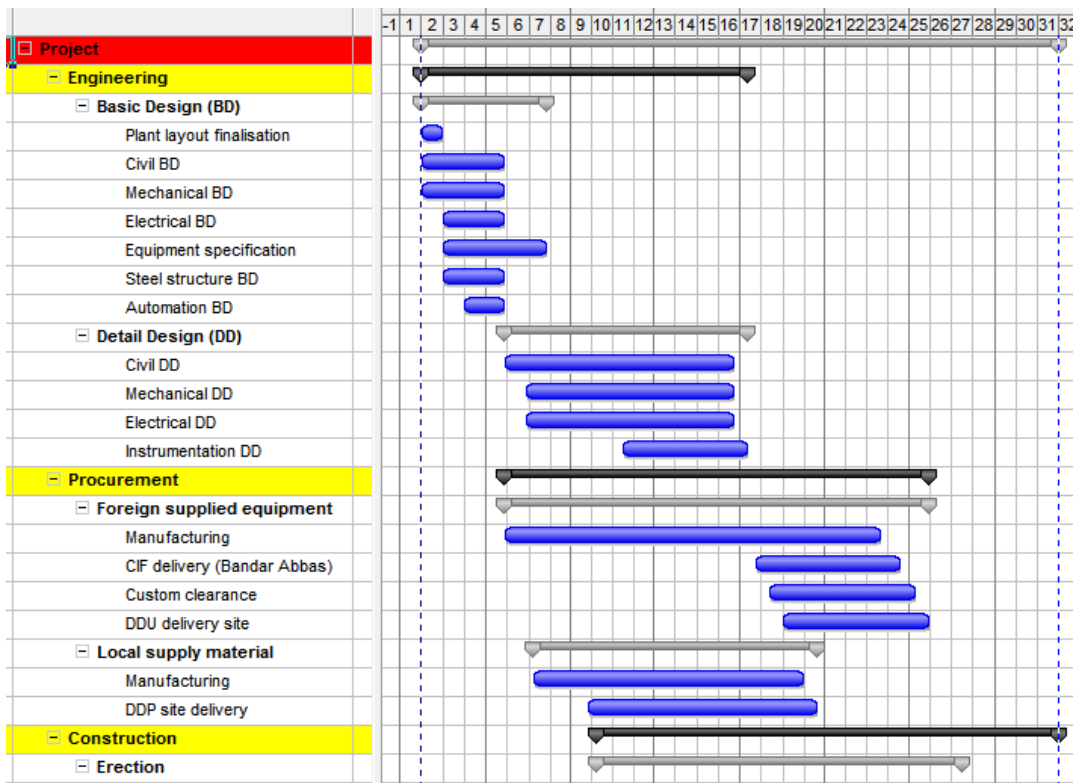 -1 1 2 3 4 5 6 7 8 9 10 11 12 13 14 15 16 17 18 19 20 21 22 23 24 25 26 27 28 29 30 31 32
Project
Engineering
Basic Design (BD)
Plant layout finalisation
Civil BD
Mechanical BD
Electrical BD
Equipment specification
Steel structure BD
Automation BD
Detail Design (DD)
Civil DD
Mechanical DD
Electrical DD
Instrumentation DD
Procurement
Foreign supplied equipment
Manufacturing
CIF delivery (Bandar Abbas)
Custom clearance
DDU delivery site
Local supply material
Manufacturing
DDP site delivery
Construction
Erection